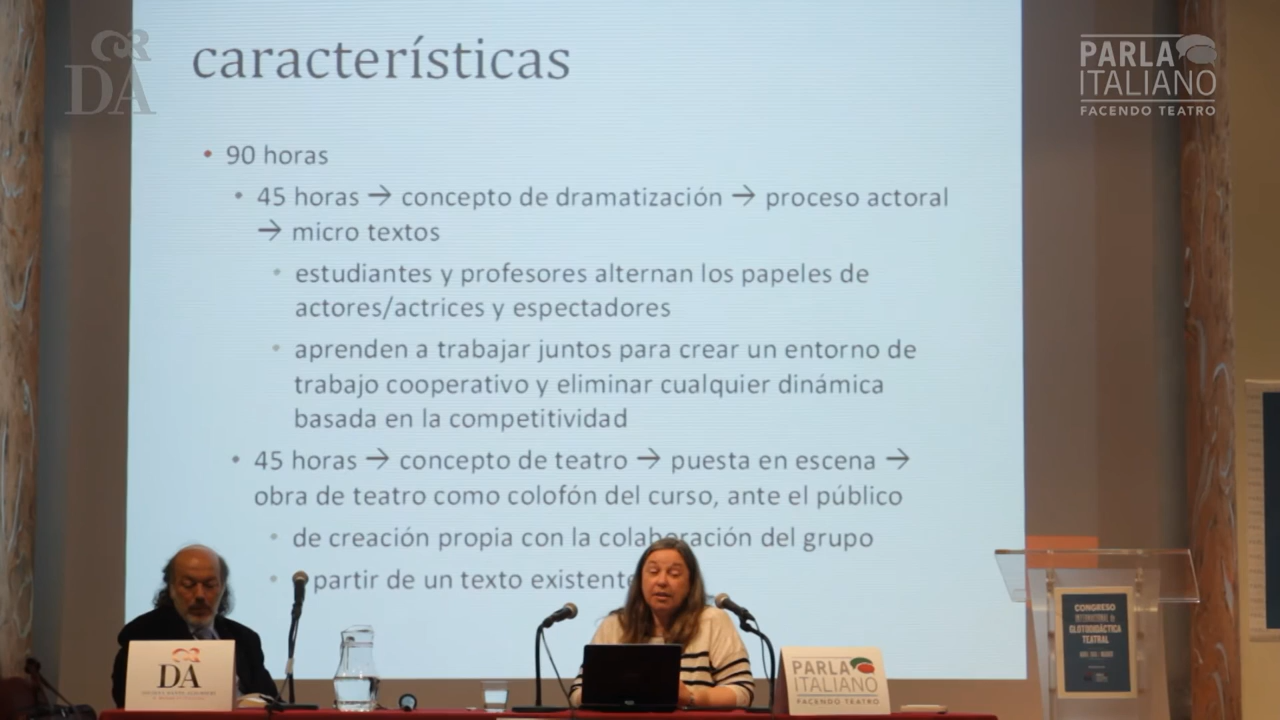 características
DA
PARLA
ITALIANO
FACENDO TEATRO
• 90 horas
• 45 horas → concepto de dramatización → proceso actoral
→ micro textos
• estudiantes y profesores alternan los papeles de
actores/actrices y espectadores
• aprenden a trabajar juntos para crear un entorno de
trabajo cooperativo y eliminar cualquier dinámica
basada en la competitividad
• 45 horas → concepto de teatro → puesta en escena →
obra de teatro como colofón del curso, ante el público
• de creación propia con la colaboración del grupo
• partir de un texto existente
DA
PARLA
ITALIANO
FACENDO TEATRO
CONGRESO
INTERNACIONAL de
GLOTODIDÁCTICA
TEATRAL